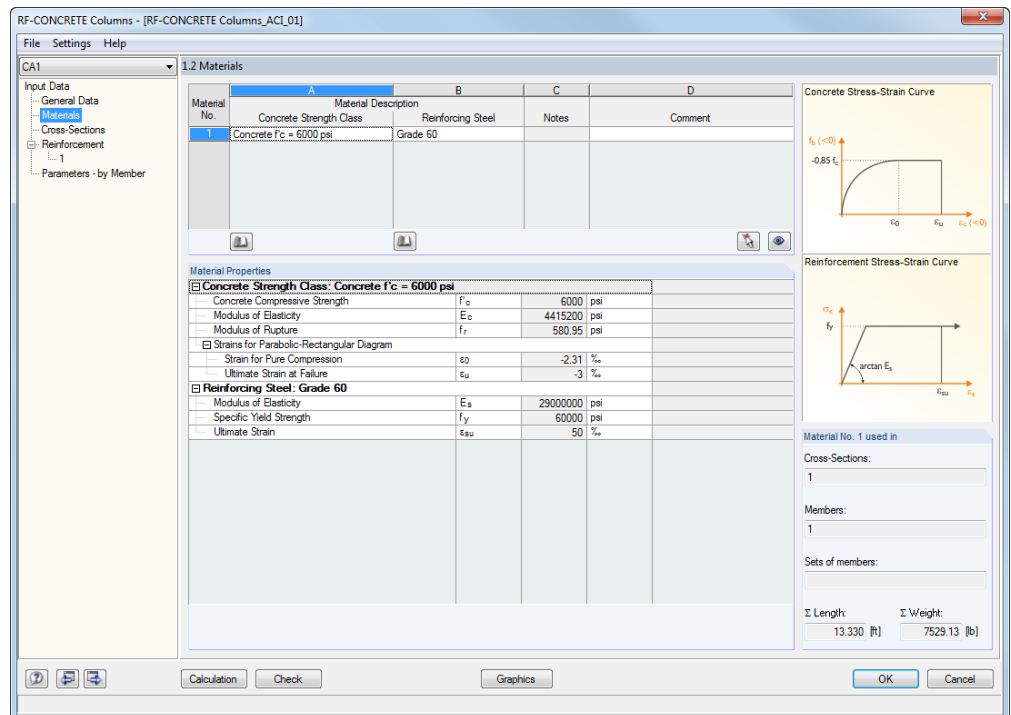 RF-CONCRETE Columns - [RF-CONCRETE Columns_ACI_01]
File Settings Help
CA1
1.2 Materials
Input Data
General Data
Materials
Cross-Sections
Reinforcement
1
Parameters - by Member
A B C D
Material No. Material Description
Concrete Strength Class Reinforcing Steel Notes Comment
1 Concrete f'c = 6000 psi Grade 60
Material Properties
Concrete Strength Class: Concrete f'c = 6000 psi
Concrete Compressive Strength f'c 6000 psi
Modulus of Elasticity Ec 4415200 psi
Modulus of Rupture fr 580.95 psi
Strains for Parabolic-Rectangular Diagram
Strain for Pure Compression ε0 -2.31 ‰
Ultimate Strain at Failure εu -3 ‰
Reinforcing Steel: Grade 60
Modulus of Elasticity Es 29000000 psi
Specific Yield Strength fy 60000 psi
Ultimate Strain εsu 50 ‰
Concrete Stress-Strain Curve
fb (<0)
-0.85 fc
ε0 εu εc (<0)
Reinforcement Stress-Strain Curve
σc
fy
arctan Es
εsu εs
Material No. 1 used in
Cross-Sections:
1
Members:
1
Sets of members:
Σ Length: Σ Weight:
13.330 [ft] 7529.13 [lb]
Calculation Check Graphics OK Cancel